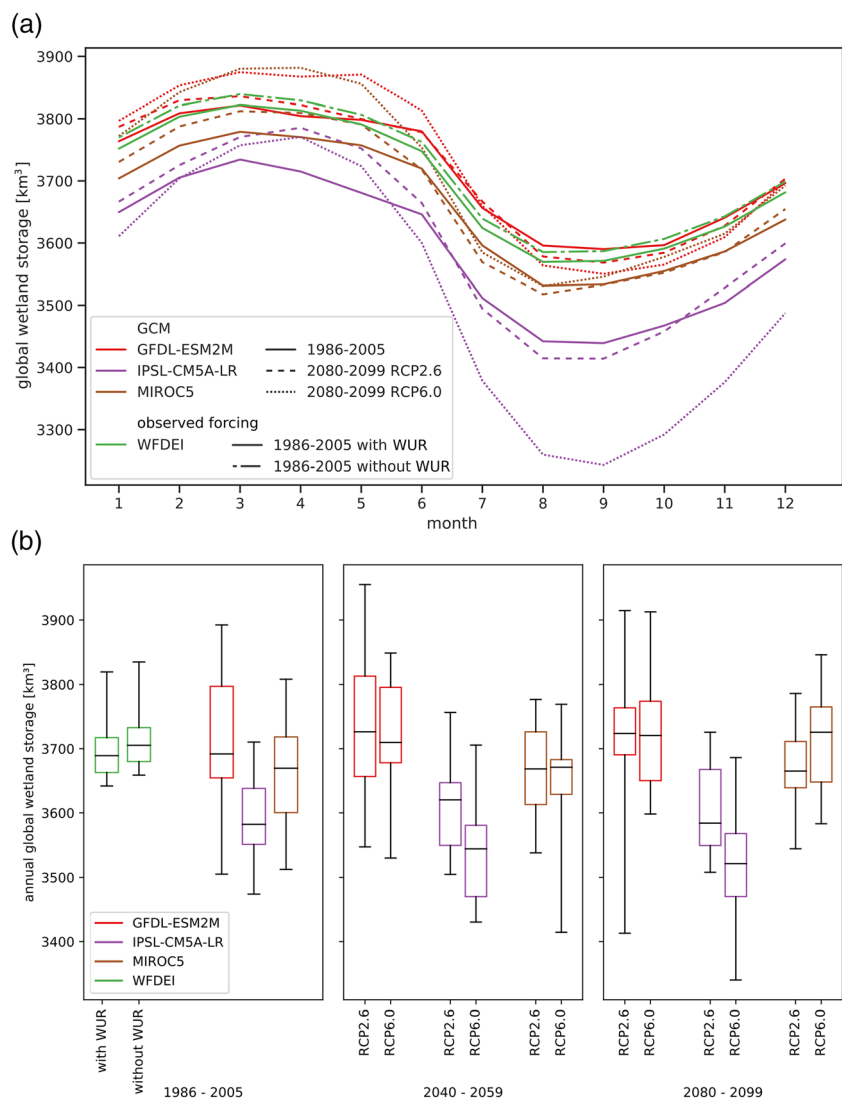 (a)
3900
3800
3700
3600
3500
3400
3300
global wetland storage [km³]
GCM
GFDL-ESM2M
IPSL-CM5A-LR
MIROC5
1986-2005
2080-2099 RCP2.6
2080-2099 RCP6.0
observed forcing
WFDEI
1986-2005 with WUR
1986-2005 without WUR
1 2 3 4 5 6 7 8 9 10 11 12
month
(b)
3900
3800
3700
3600
3500
3400
annual global wetland storage [km³]
GFDL-ESM2M
IPSL-CM5A-LR
MIROC5
WFDEI
with WUR
without WUR
RCP2.6
RCP6.0
RCP2.6
RCP6.0
RCP2.6
RCP6.0
RCP2.6
RCP6.0
RCP2.6
RCP6.0
RCP2.6
RCP6.0
1986 - 2005
2040 - 2059
2080 - 2099